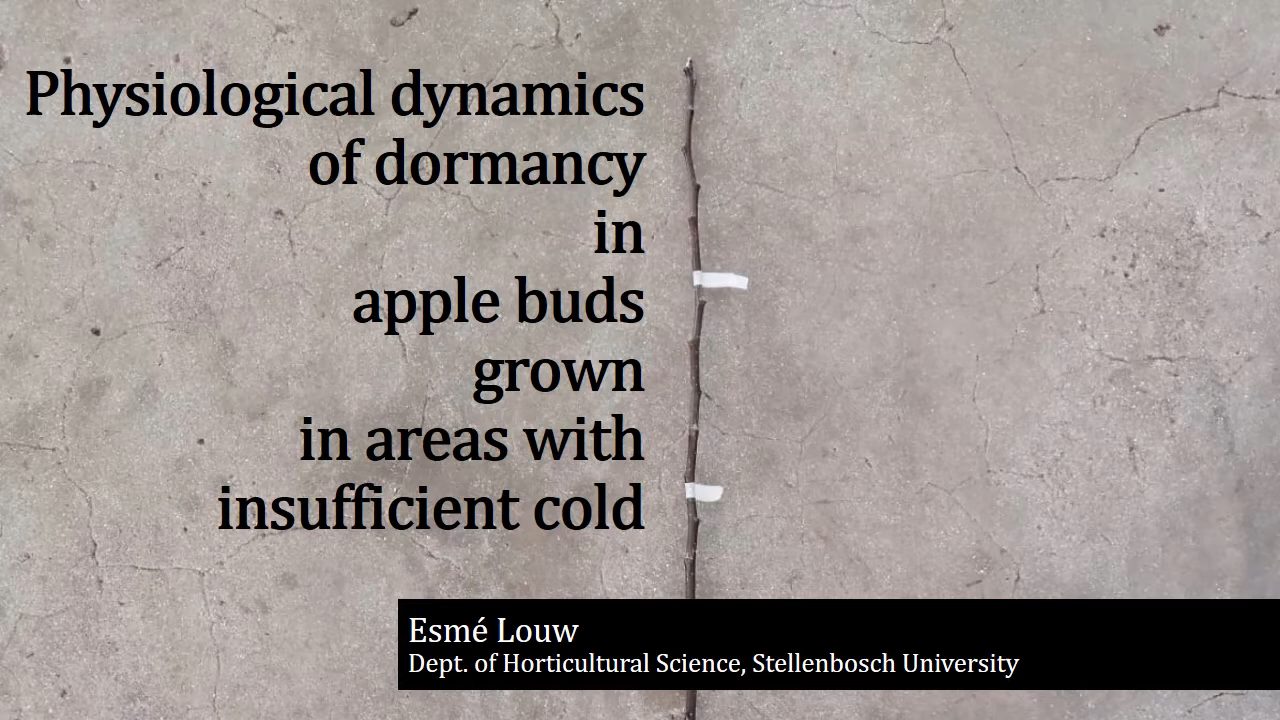 Physiological dynamics
of dormancy
in
apple buds
grown
in areas with
insufficient cold
Esmé Louw
Dept. of Horticultural Science, Stellenbosch University